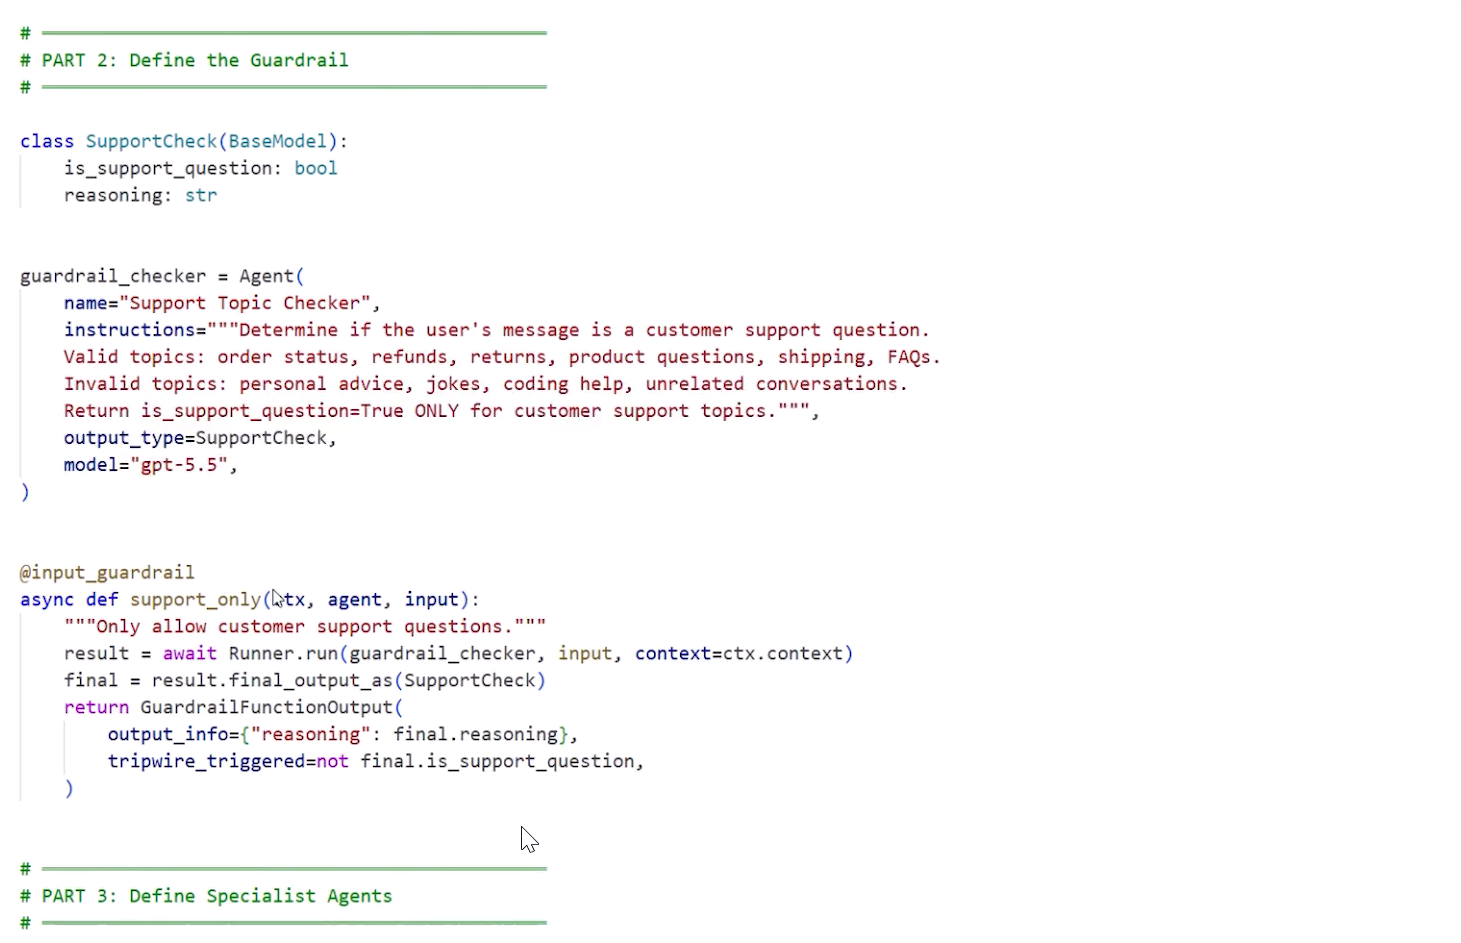 # ══════════════════════════════════════════════
# PART 2: Define the Guardrail
# ══════════════════════════════════════════════
class SupportCheck(BaseModel):
    is_support_question: bool
    reasoning: str
guardrail_checker = Agent(
    name="Support Topic Checker",
    instructions="""Determine if the user's message is a customer support question.
    Valid topics: order status, refunds, returns, product questions, shipping, FAQs.
    Invalid topics: personal advice, jokes, coding help, unrelated conversations.
    Return is_support_question=True ONLY for customer support topics.""",
    output_type=SupportCheck,
    model="gpt-5.5",
)
@input_guardrail
async def support_only(ctx, agent, input):
    """Only allow customer support questions."""
    result = await Runner.run(guardrail_checker, input, context=ctx.context)
    final = result.final_output_as(SupportCheck)
    return GuardrailFunctionOutput(
        output_info={"reasoning": final.reasoning},
        tripwire_triggered=not final.is_support_question,
    )
# ══════════════════════════════════════════════
# PART 3: Define Specialist Agents
# ══════════════════════════════════════════════